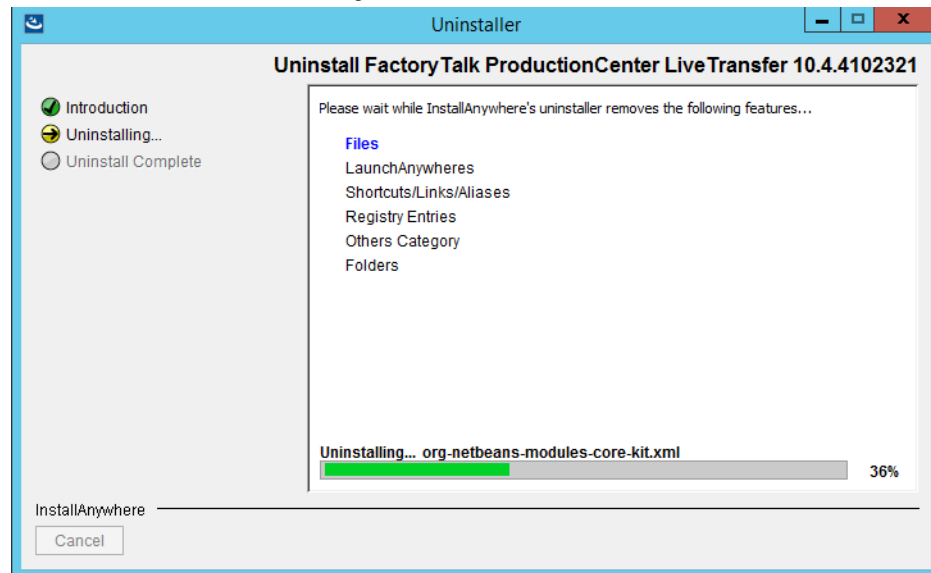 Uninstaller
Uninstall FactoryTalk ProductionCenter LiveTransfer 10.4.4102321
Introduction
Uninstalling...
Uninstall Complete
Please wait while InstallAnywhere's uninstaller removes the following features...
Files
LaunchAnywheres
Shortcuts/Links/Aliases
Registry Entries
Others Category
Folders
Uninstalling... org-netbeans-modules-core-kit.xml
36%
InstallAnywhere
Cancel